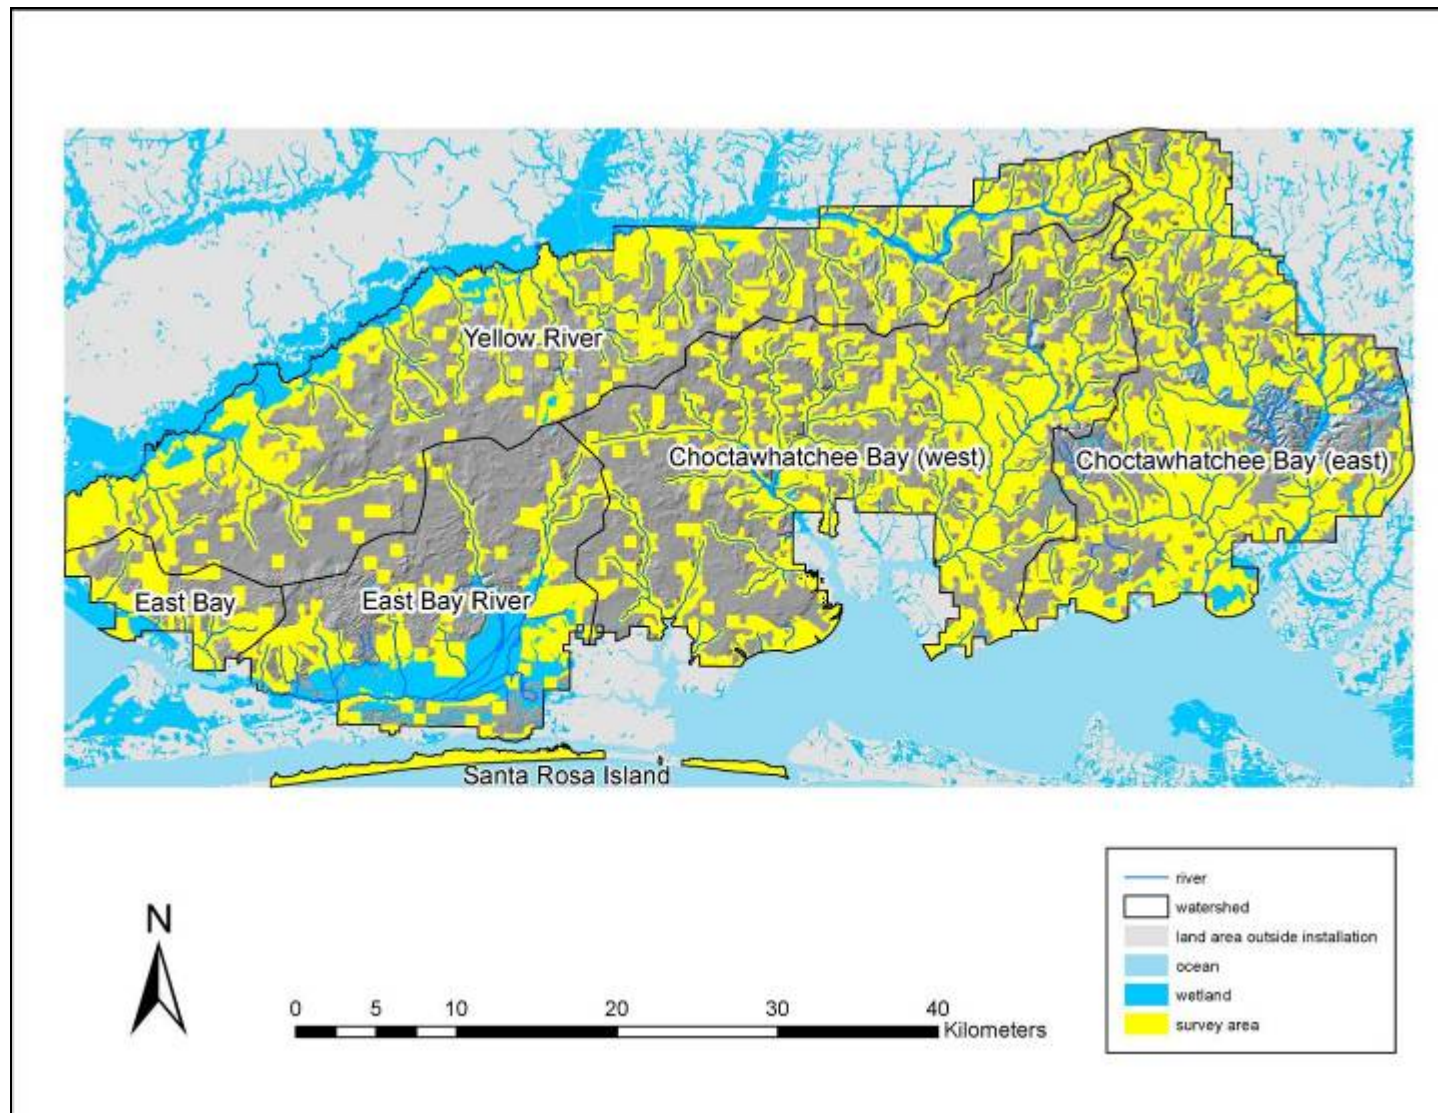 Yellow River
Choctawhatchee Bay (west)
Choctawhatchee Bay (east)
East Bay
East Bay River
Santa Rosa Island
N
0 5 10 20 30 40
Kilometers
river
watershed
land area outside installation
ocean
wetland
survey area